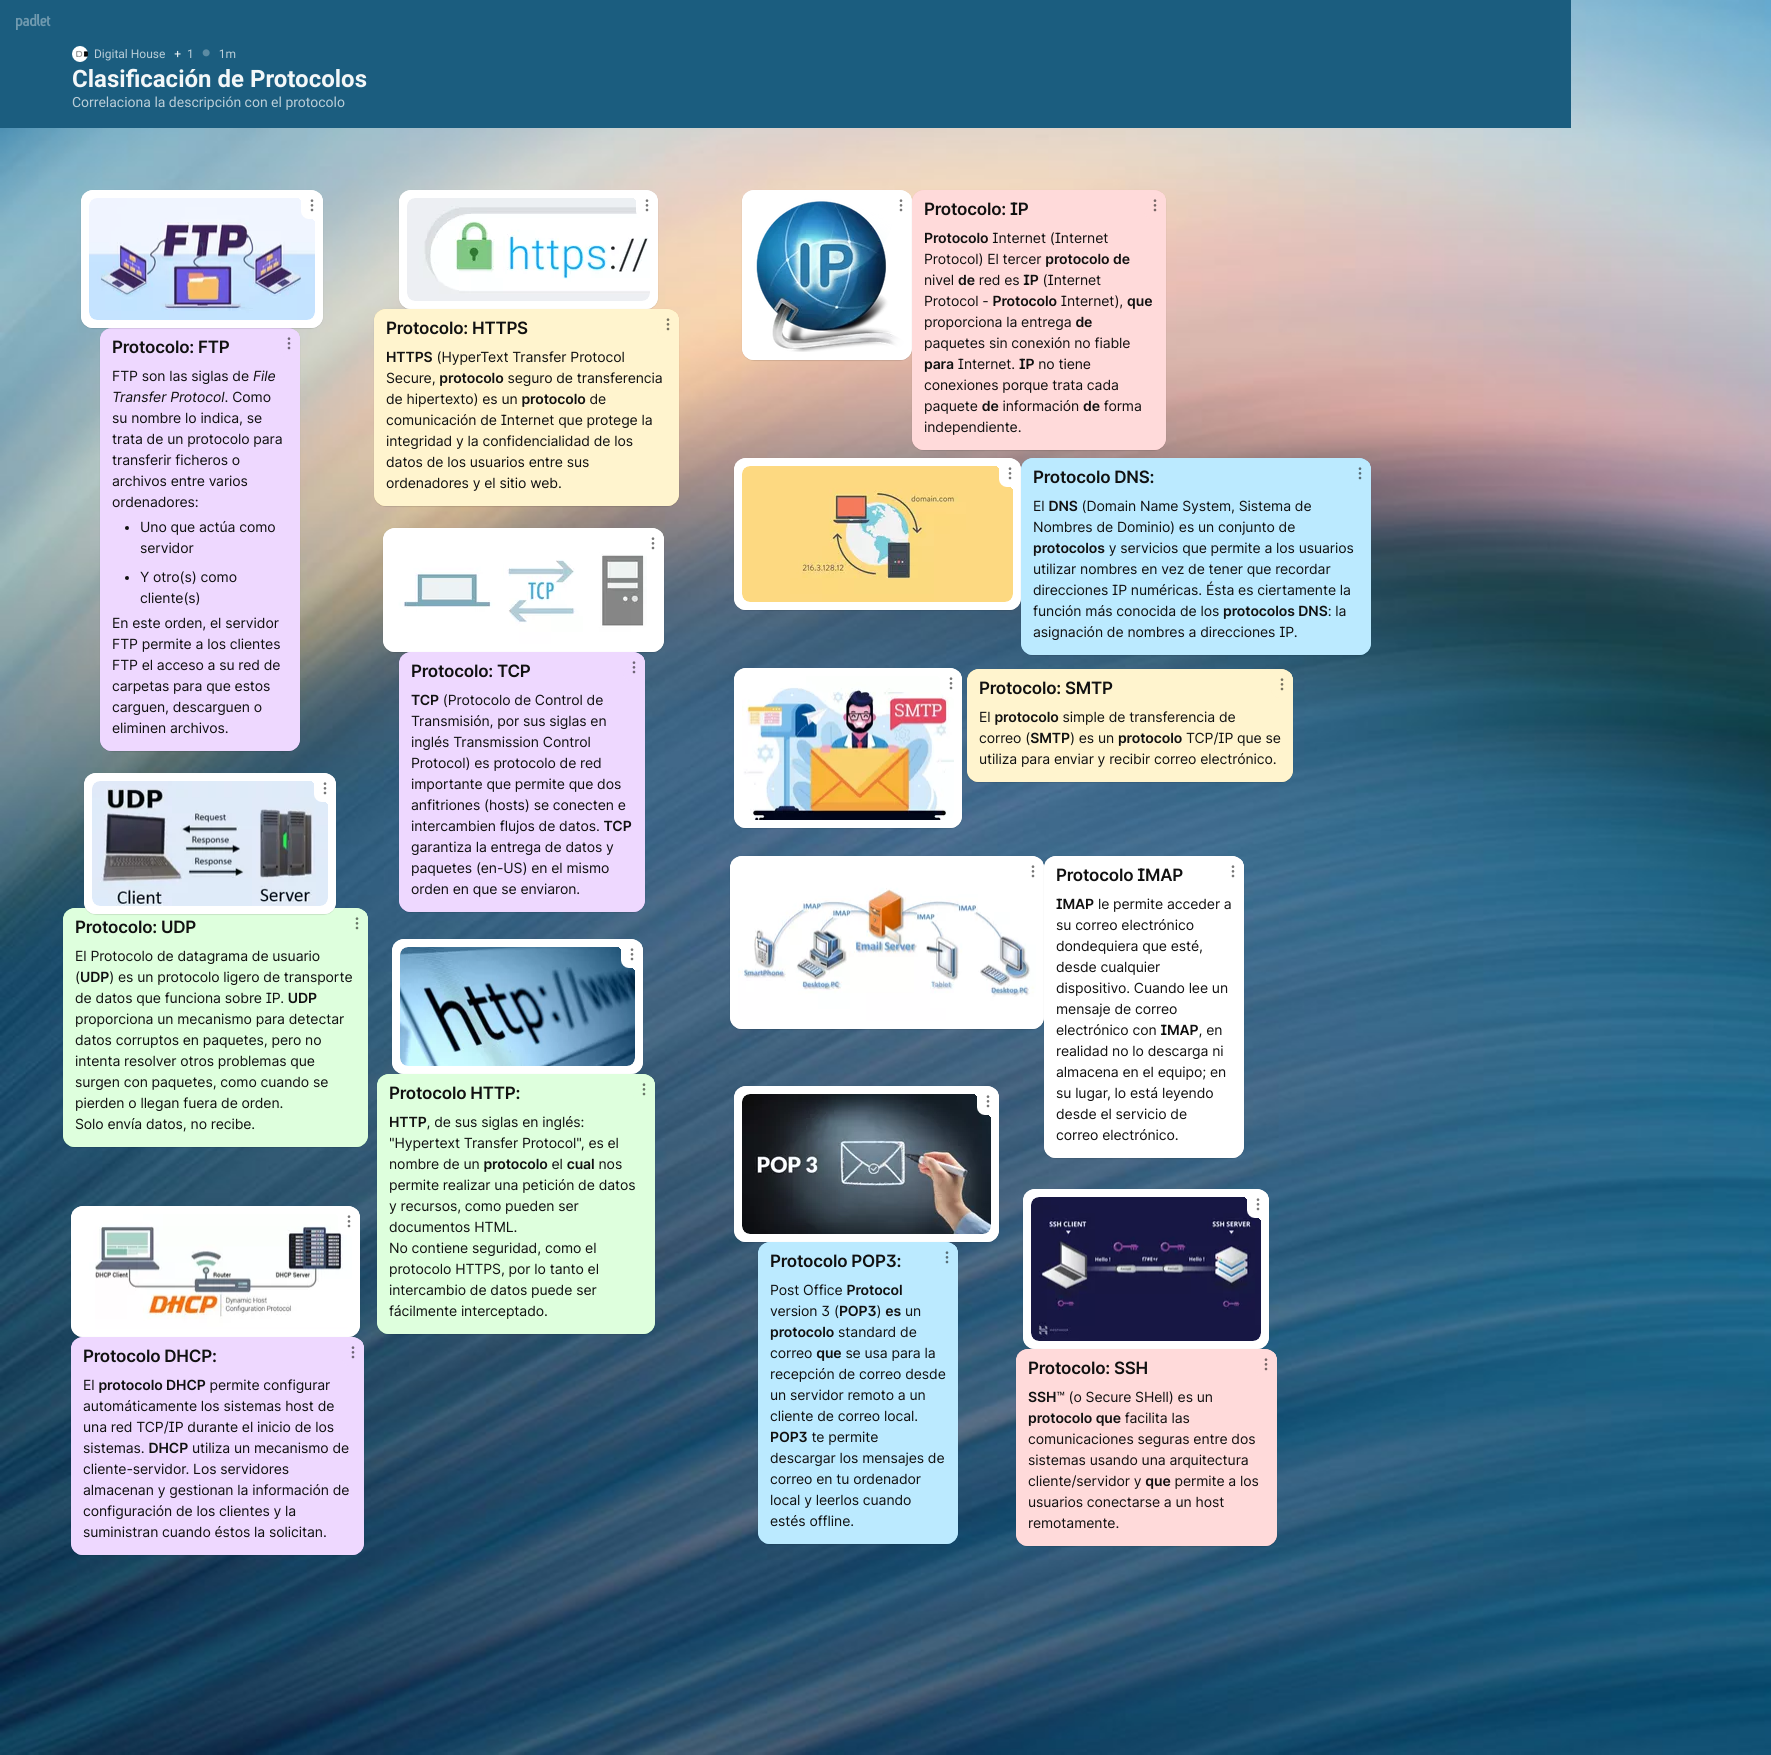 padlet
Digital House + 1 1m
Clasificación de Protocolos
Correlaciona la descripción con el protocolo
FTP
Protocolo: FTP
FTP son las siglas de File
Transfer Protocol. Como
su nombre lo indica, se
trata de un protocolo para
transferir ficheros o
archivos entre varios
ordenadores:
• Uno que actúa como
servidor
• Y otro(s) como
cliente(s)
En este orden, el servidor
FTP permite a los clientes
FTP el acceso a su red de
carpetas para que estos
carguen, descarguen o
eliminen archivos.
UDP
Request
Response
Response
Client
Server
Protocolo: UDP
El Protocolo de datagrama de usuario
(UDP) es un protocolo ligero de transporte
de datos que funciona sobre IP. UDP
proporciona un mecanismo para detectar
datos corruptos en paquetes, pero no
intenta resolver otros problemas que
surgen con paquetes, como cuando se
pierden o llegan fuera de orden.
Solo envía datos, no recibe.
DHCP Client
Router
DHCP Server
DHCP
Dynamic Host
Configuration Protocol
Protocolo DHCP:
El protocolo DHCP permite configurar
automáticamente los sistemas host de
una red TCP/IP durante el inicio de los
sistemas. DHCP utiliza un mecanismo de
cliente-servidor. Los servidores
almacenan y gestionan la información de
configuración de los clientes y la
suministran cuando éstos la solicitan.
https://
Protocolo: HTTPS
HTTPS (HyperText Transfer Protocol
Secure, protocolo seguro de transferencia
de hipertexto) es un protocolo de
comunicación de Internet que protege la
integridad y la confidencialidad de los
datos de los usuarios entre sus
ordenadores y el sitio web.
TCP
Protocolo: TCP
TCP (Protocolo de Control de
Transmisión, por sus siglas en
inglés Transmission Control
Protocol) es protocolo de red
importante que permite que dos
anfitriones (hosts) se conecten e
intercambien flujos de datos. TCP
garantiza la entrega de datos y
paquetes (en-US) en el mismo
orden en que se enviaron.
http://www
Protocolo HTTP:
HTTP, de sus siglas en inglés:
"Hypertext Transfer Protocol", es el
nombre de un protocolo el cual nos
permite realizar una petición de datos
y recursos, como pueden ser
documentos HTML.
No contiene seguridad, como el
protocolo HTTPS, por lo tanto el
intercambio de datos puede ser
fácilmente interceptado.
IP
Protocolo: IP
Protocolo Internet (Internet
Protocol) El tercer protocolo de
nivel de red es IP (Internet
Protocol - Protocolo Internet), que
proporciona la entrega de
paquetes sin conexión no fiable
para Internet. IP no tiene
conexiones porque trata cada
paquete de información de forma
independiente.
domain.com
216.3.128.12
Protocolo DNS:
El DNS (Domain Name System, Sistema de
Nombres de Dominio) es un conjunto de
protocolos y servicios que permite a los usuarios
utilizar nombres en vez de tener que recordar
direcciones IP numéricas. Ésta es ciertamente la
función más conocida de los protocolos DNS: la
asignación de nombres a direcciones IP.
SMTP
Protocolo: SMTP
El protocolo simple de transferencia de
correo (SMTP) es un protocolo TCP/IP que se
utiliza para enviar y recibir correo electrónico.
IMAP
IMAP
IMAP
IMAP
Email Server
SmartPhone
Desktop PC
Tablet
Desktop PC
Protocolo IMAP
IMAP le permite acceder a
su correo electrónico
dondequiera que esté,
desde cualquier
dispositivo. Cuando lee un
mensaje de correo
electrónico con IMAP, en
realidad no lo descarga ni
almacena en el equipo; en
su lugar, lo está leyendo
desde el servicio de
correo electrónico.
POP 3
Protocolo POP3:
Post Office Protocol
version 3 (POP3) es un
protocolo standard de
correo que se usa para la
recepción de correo desde
un servidor remoto a un
cliente de correo local.
POP3 te permite
descargar los mensajes de
correo en tu ordenador
local y leerlos cuando
estés offline.
SSH CLIENT
SSH SERVER
Hello !
Hello !
Protocolo: SSH
SSH™ (o Secure SHell) es un
protocolo que facilita las
comunicaciones seguras entre dos
sistemas usando una arquitectura
cliente/servidor y que permite a los
usuarios conectarse a un host
remotamente.